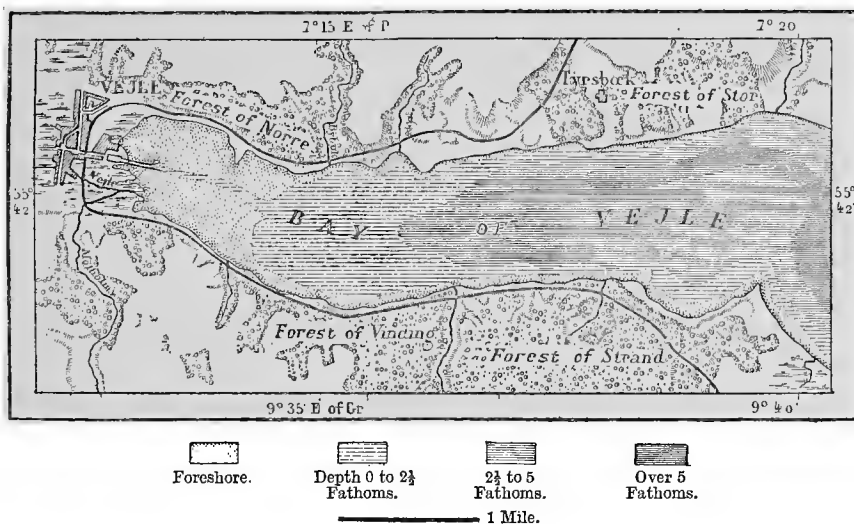 7° 15 E of P
7° 20
VEJLE
Forest of Norre
Tyrsbœk
Forest of Stor
55° 42'
55° 42'
Vejle
BAY OF VEJLE
Forest of Vinding
Forest of Strand
9° 35' E of Gr
9° 40'
Foreshore.
Depth 0 to 2½ Fathoms.
2½ to 5 Fathoms.
Over 5 Fathoms.
1 Mile.